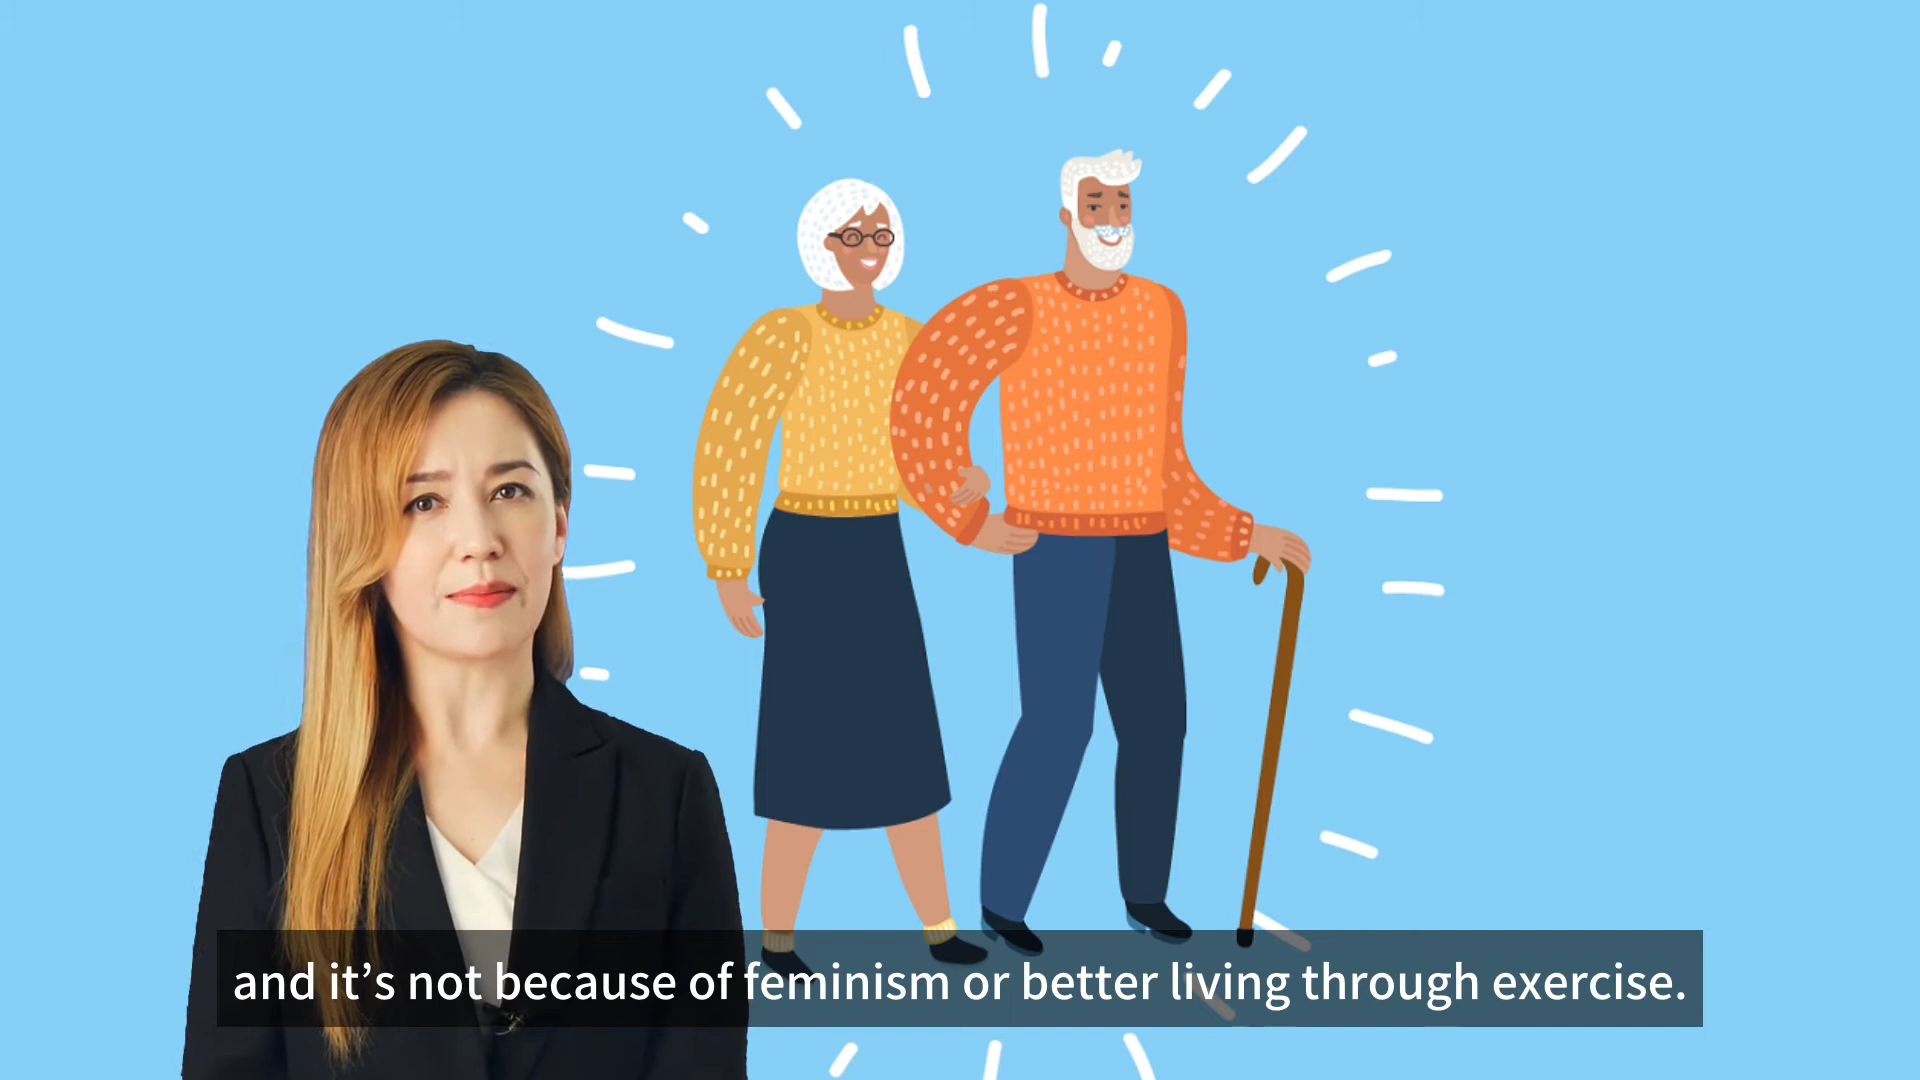 and it’s not because of feminism or better living through exercise.